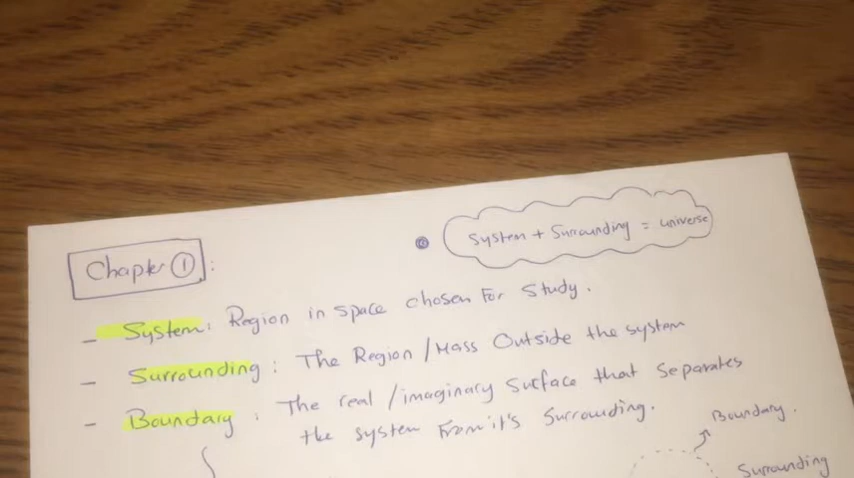 System + Surrounding = universe
Chapter 1 :
- System: Region in space chosen For Study.
- Surrounding: The Region/Mass Outside the system
- Boundary: The real/imaginary Surface that Separates
the system From it's Surrounding.
Boundary.
Surrounding